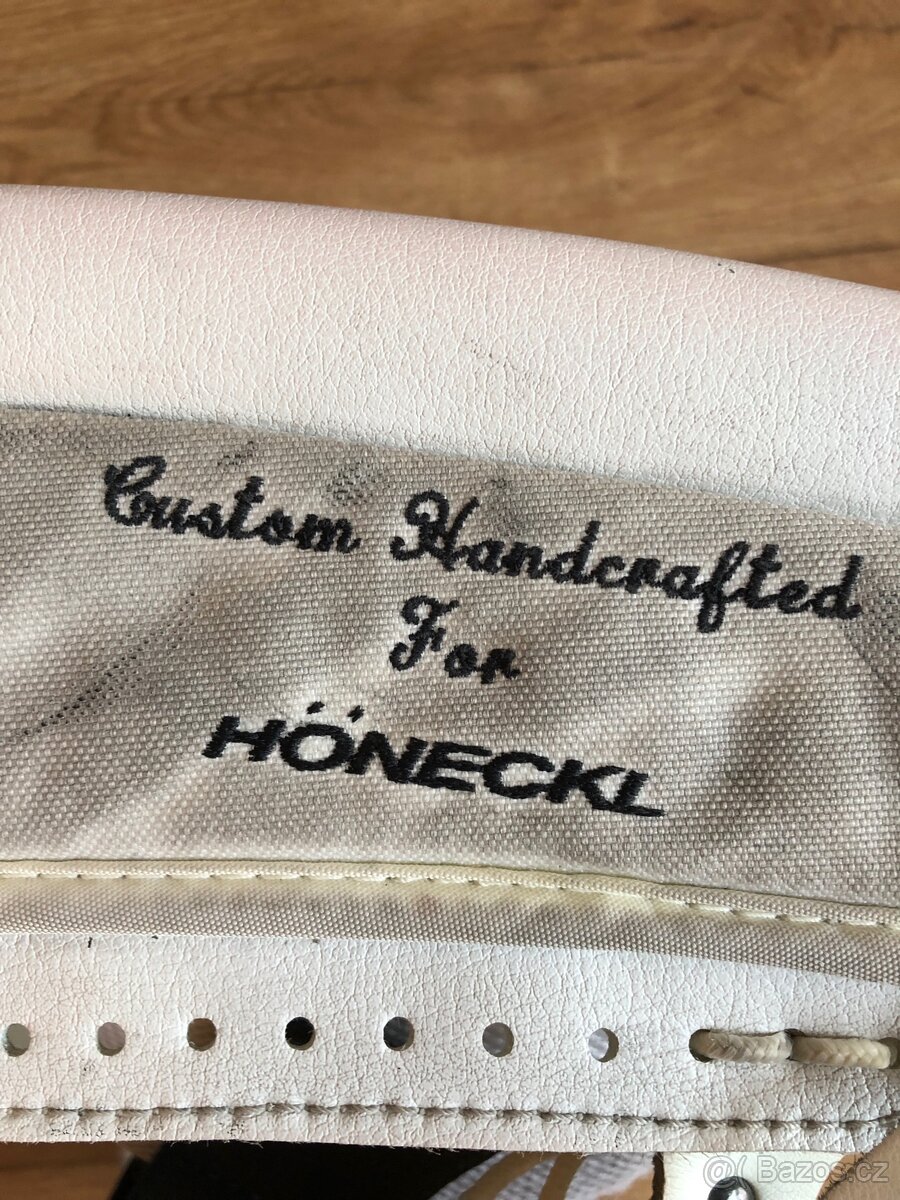 Custom Handcrafted
For
HÖNECKL
Bazos.cz